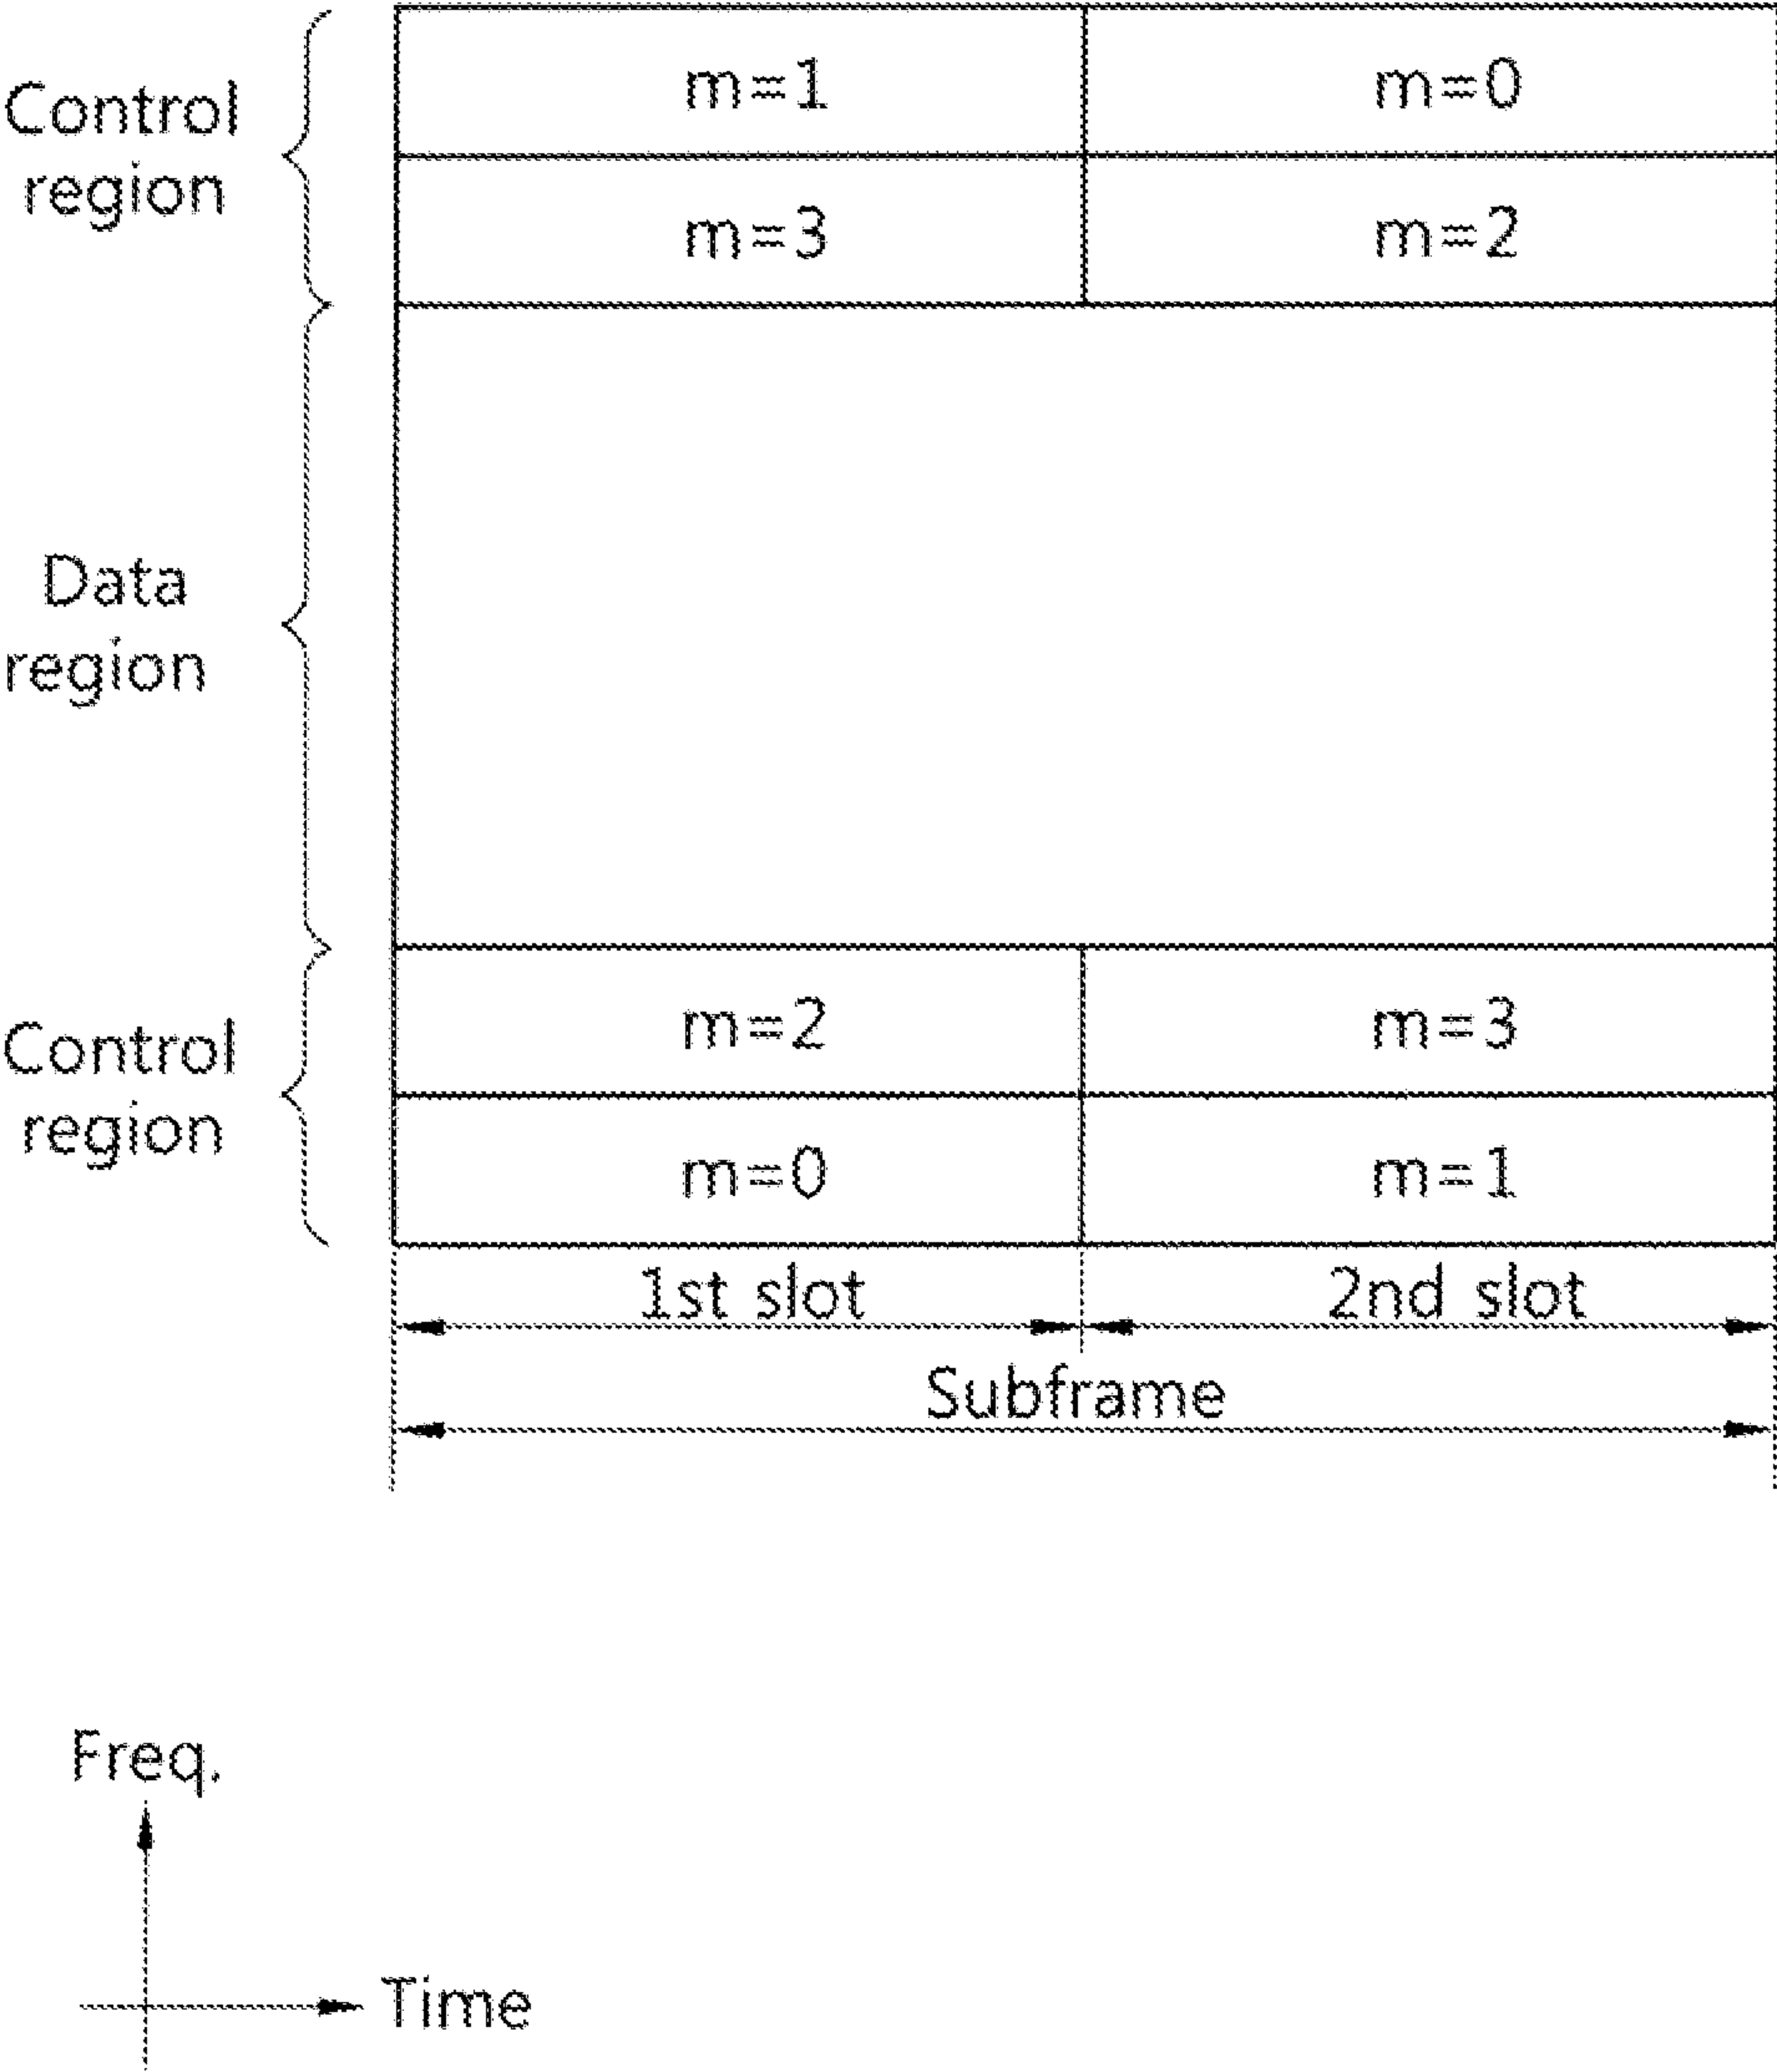 Control
region
m=1
m=0
m=3
m=2
Data
region
Control
region
m=2
m=3
m=0
m=1
1st slot
2nd slot
Subframe
Freq.
Time